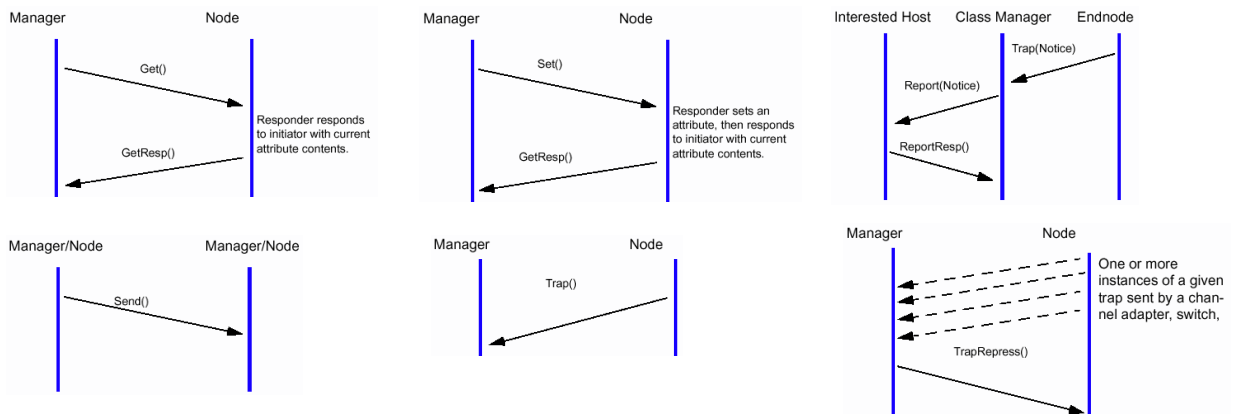 Manager Node
Get()
Responder responds
to initiator with current
attribute contents.
GetResp()
Manager Node
Set()
Responder sets an
attribute, then responds
to initiator with current
attribute contents.
GetResp()
Interested Host Class Manager Endnode
Trap(Notice)
Report(Notice)
ReportResp()
Manager/Node Manager/Node
Send()
Manager Node
Trap()
Manager Node
One or more
instances of a given
trap sent by a chan-
nel adapter, switch,
TrapRepress()